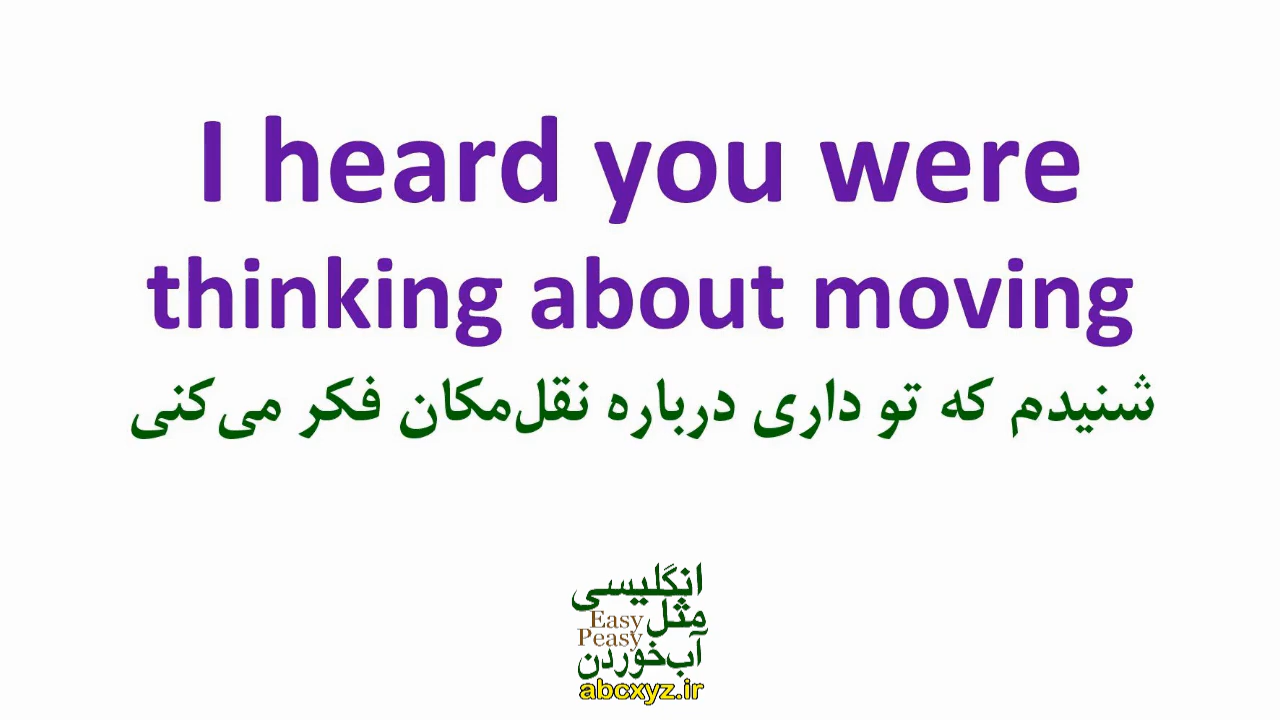 I heard you were
thinking about moving
شنیدم که تو داری درباره نقل‌مکان فکر می‌کنی
انگلیسی
مثل
Easy
Peasy
آب‌خوردن
abcxyz.ir